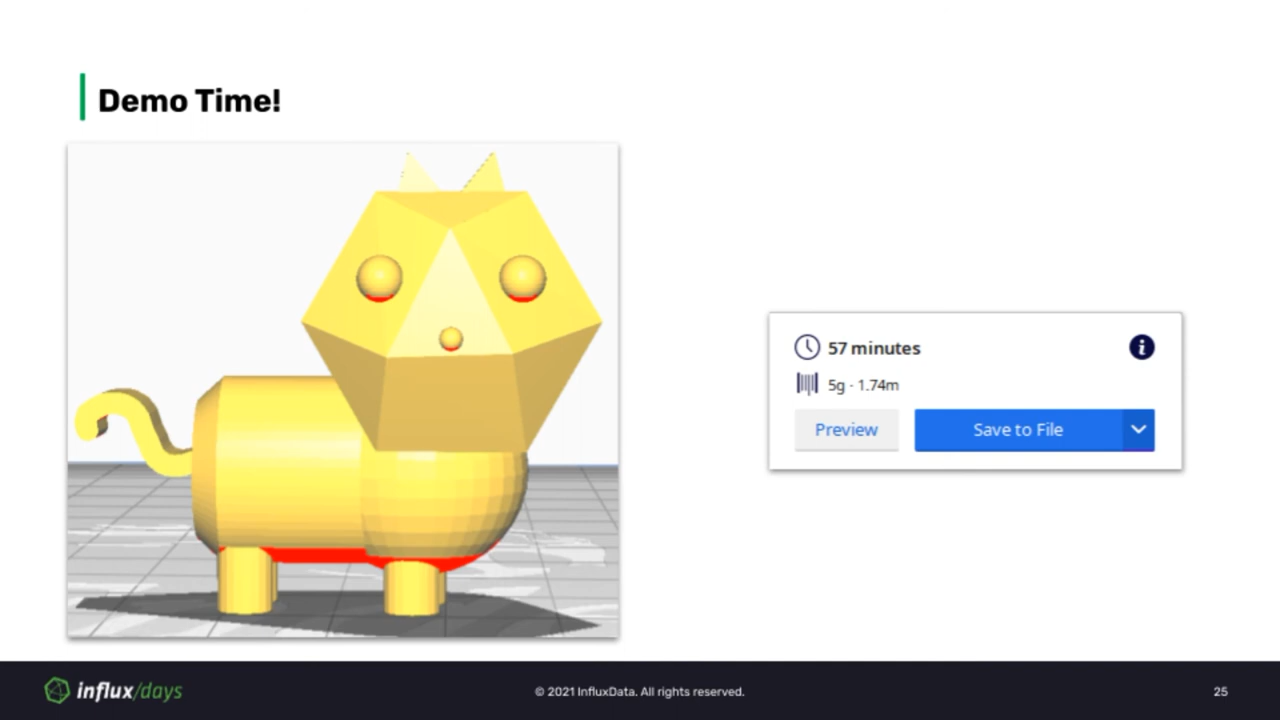 Demo Time!
57 minutes
5g · 1.74m
Preview
Save to File
influx/days
© 2021 InfluxData. All rights reserved.
25